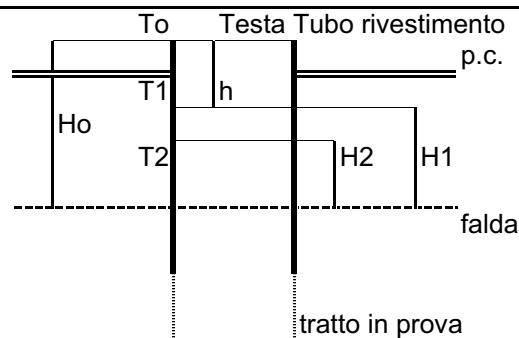 To Testa Tubo rivestimento
p.c.
T1 h
Ho
T2 H2 H1
falda
tratto in prova